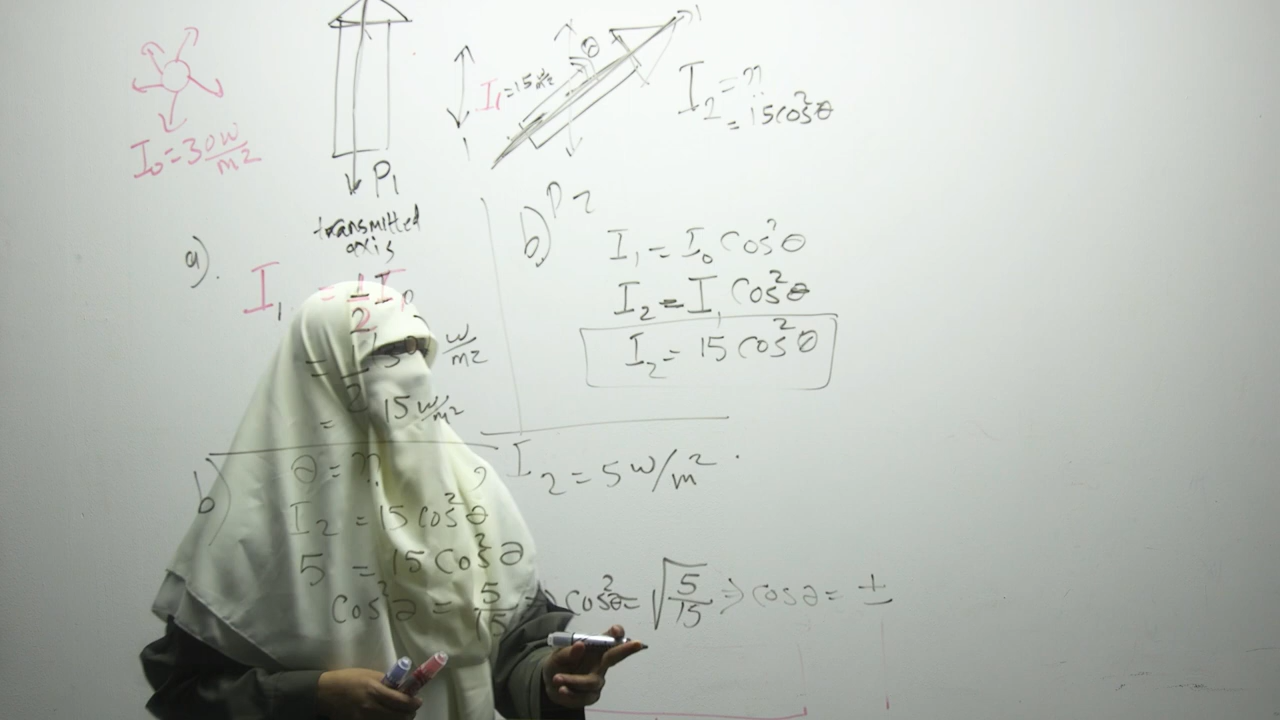 I₀=30 w/m2
P₁
transmitted
axis
I₁=15 w/m2
θ
I₂ = ??
= 15cos²θ
P2
a).
I₁ = 1/2 I₀
= 1/2 30 w/m2
= 15 w/m2
b)
I₁ = I₀ Cos²θ
I₂ = I₁ Cos²θ
I₂ = 15 Cos²θ
b) θ = ?? , I₂ = 5 w/m².
I₂ = 15 Cos²θ
5 = 15 Cos²θ
Cos²θ = 5/15 => cos²θ = √5/15 => cos θ = ±